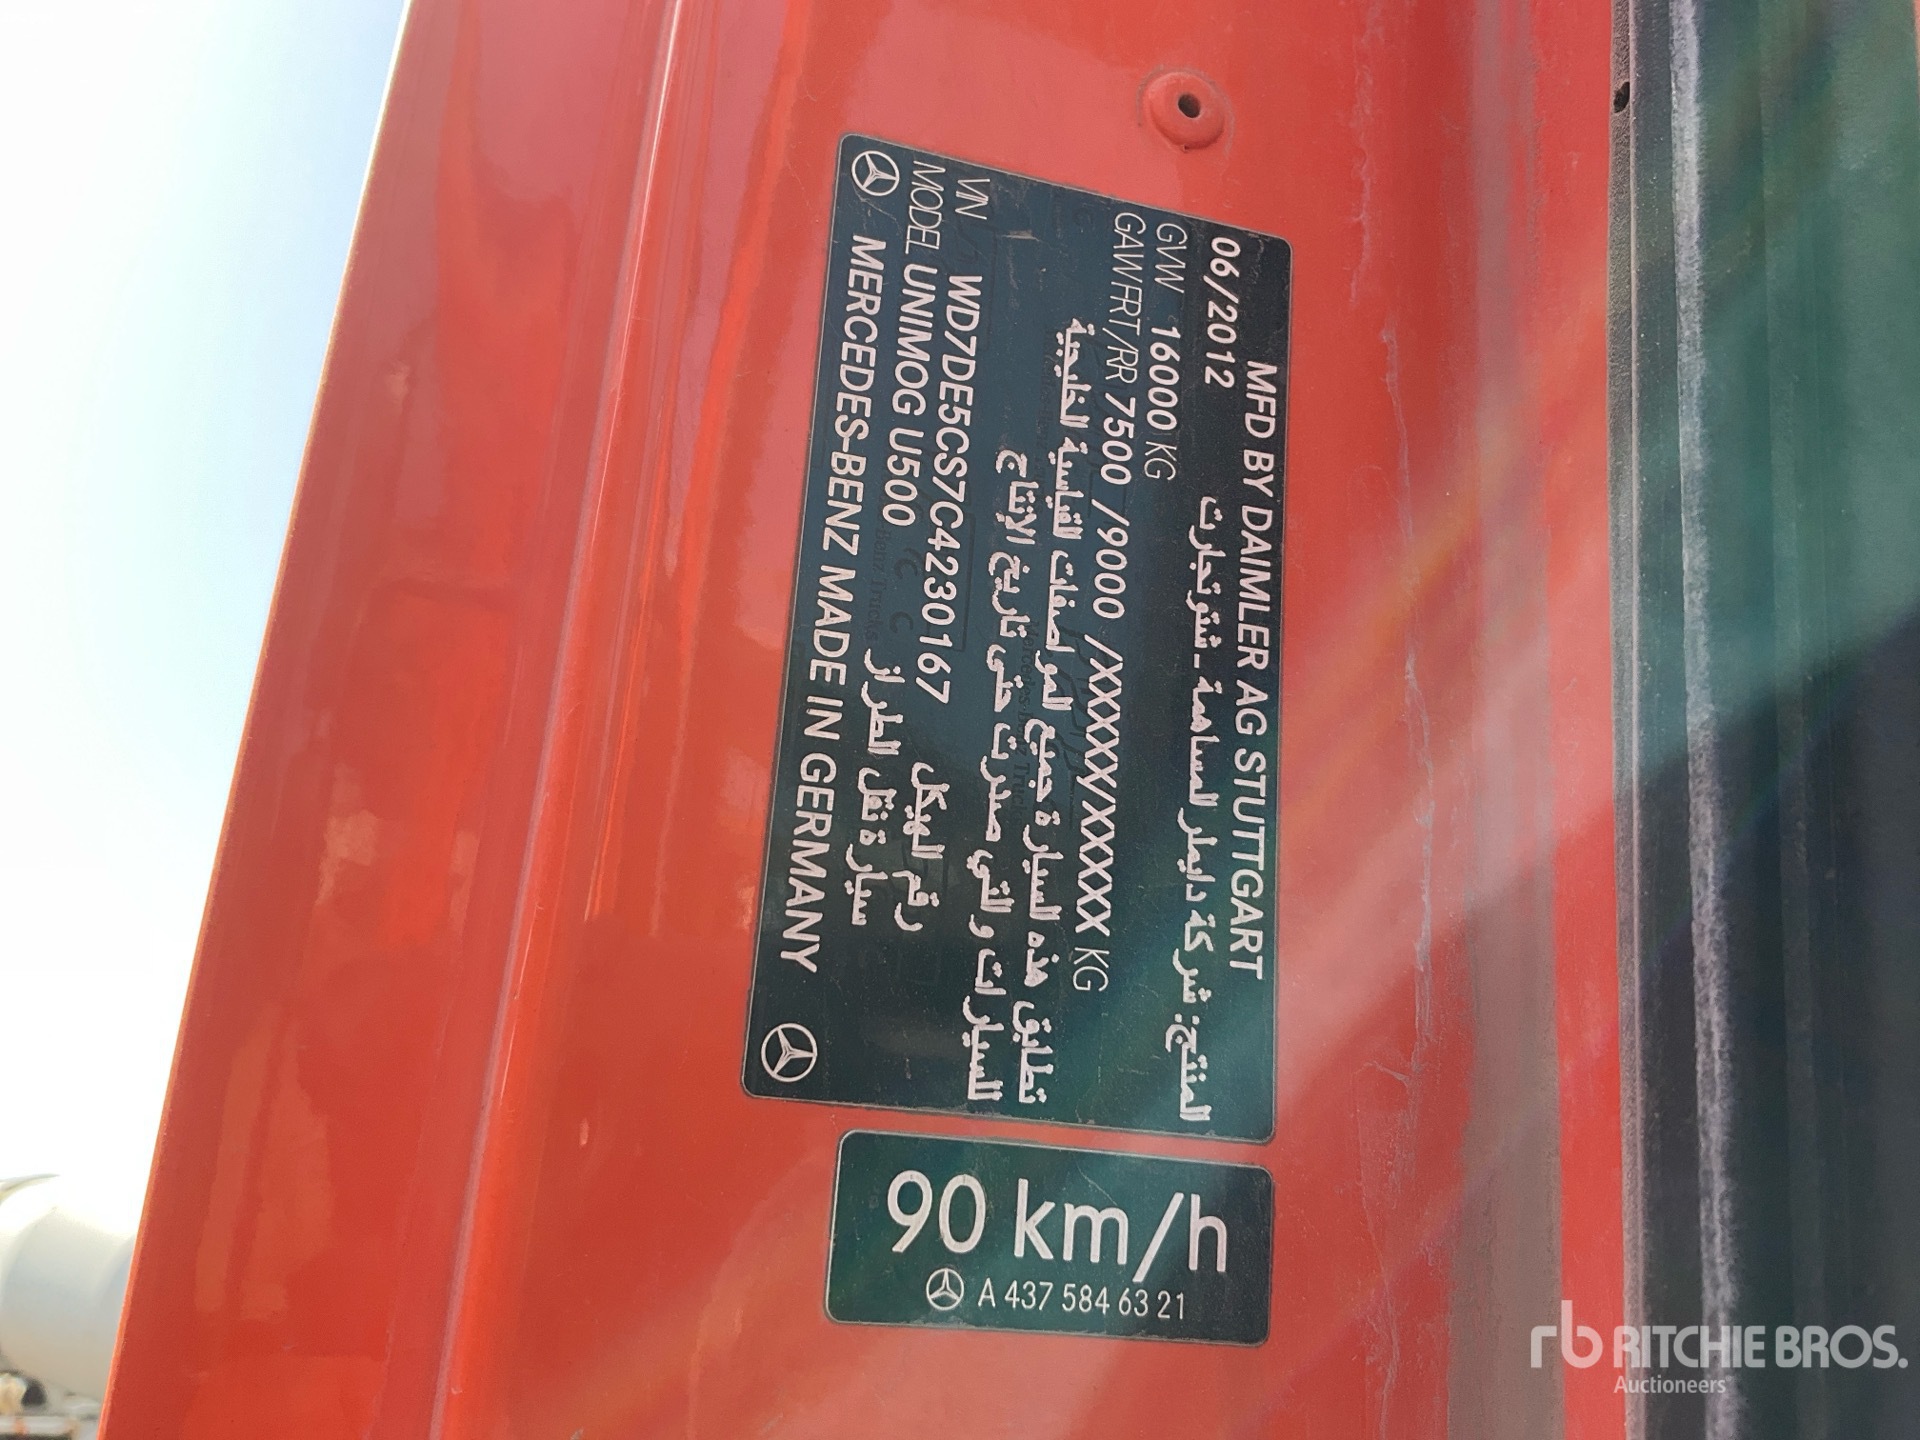 MFD BY DAIMLER AG STUTTGART
المنتج: شركة دايملر المساهمة - شتوتجارت
06/2012
GVW 16000 KG
GAW FRT/RR 7500 /9000 /XXXXX/XXXXX KG
تطابق هذه السيارة جميع المواصفات القياسية الخليجية
للسيارات والتي صدرت حتى تاريخ الإنتاج
VIN WD7DE5CS7C4230167 رقم الهيكل
MODEL UNIMOG U500 سيارة نقل الطراز
MERCEDES-BENZ MADE IN GERMANY
90 km/h
A 437 584 63 21
rb RITCHIE BROS.
Auctioneers